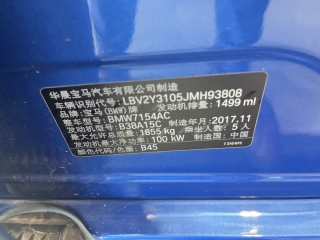 华晨宝马汽车有限公司制造
车辆识别代号: LBV2Y3105JMH93808
品牌: 宝马(BMW)牌 发动机排量: 1499 ml
型号: BMW7154AC
发动机型号: B38A15C 制造年月: 2017.11
最大允许总质量: 1855 kg 乘坐人数: 5 人
发动机最大净功率: 100 kW 制造国: 中国
颜色代码/色号: B45